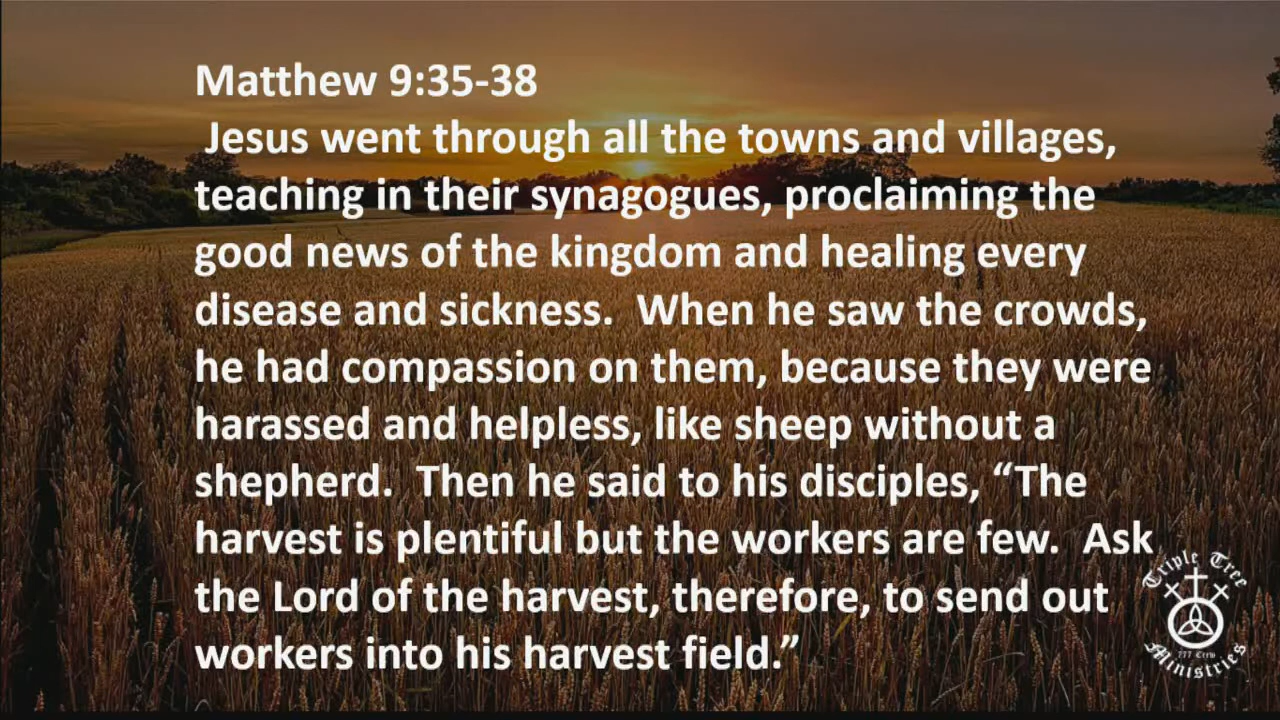 Matthew 9:35-38
Jesus went through all the towns and villages,
teaching in their synagogues, proclaiming the
good news of the kingdom and healing every
disease and sickness.  When he saw the crowds,
he had compassion on them, because they were
harassed and helpless, like sheep without a
shepherd.  Then he said to his disciples, “The
harvest is plentiful but the workers are few.  Ask
the Lord of the harvest, therefore, to send out
workers into his harvest field.”
Triple Tree
777 Crew
Ministries